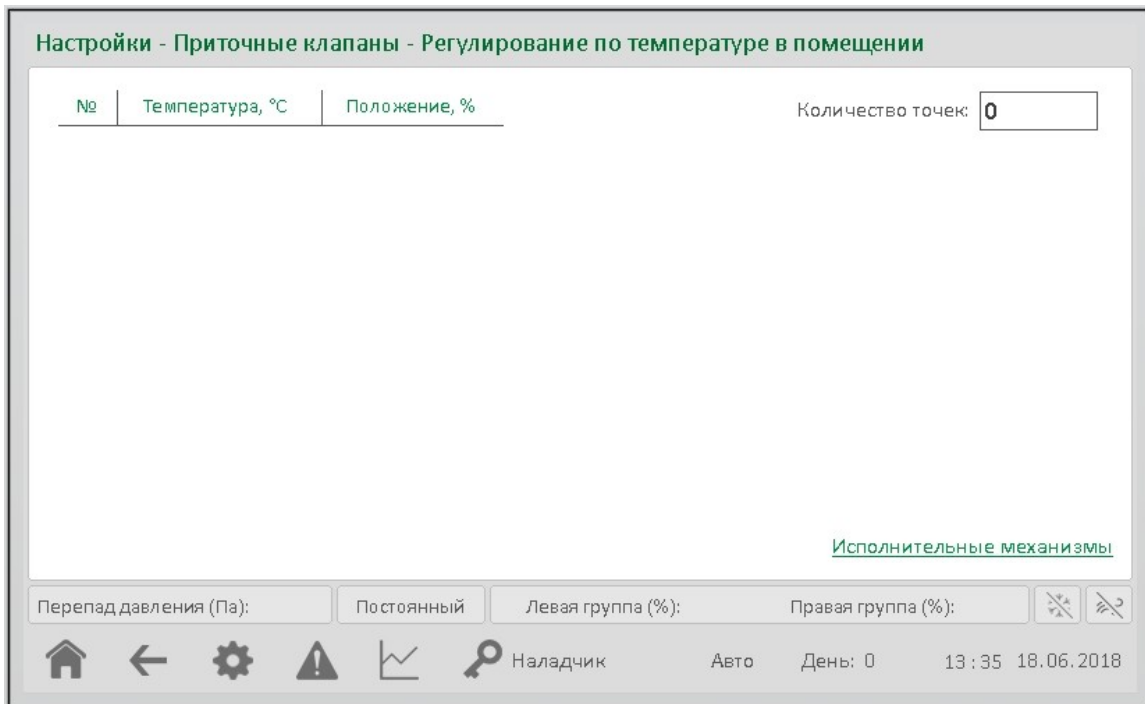 Настройки - Приточные клапаны - Регулирование по температуре в помещении
№ Температура, °C Положение, % Количество точек: 0
Исполнительные механизмы
Перепад давления (Па): Постоянный Левая группа (%): Правая группа (%):
Наладчик Авто День: 0 13:35 18.06.2018